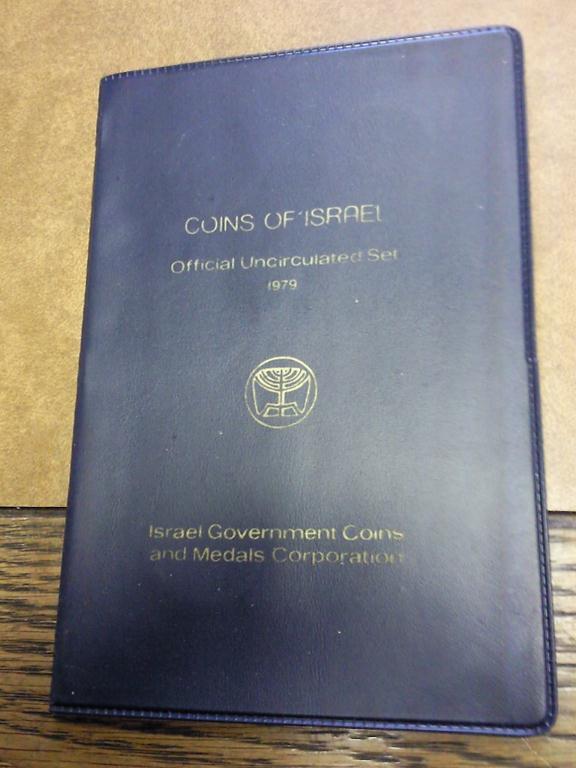 COINS OF ISRAEL
Official Uncirculated Set
1979
Israel Government Coins
and Medals Corporation